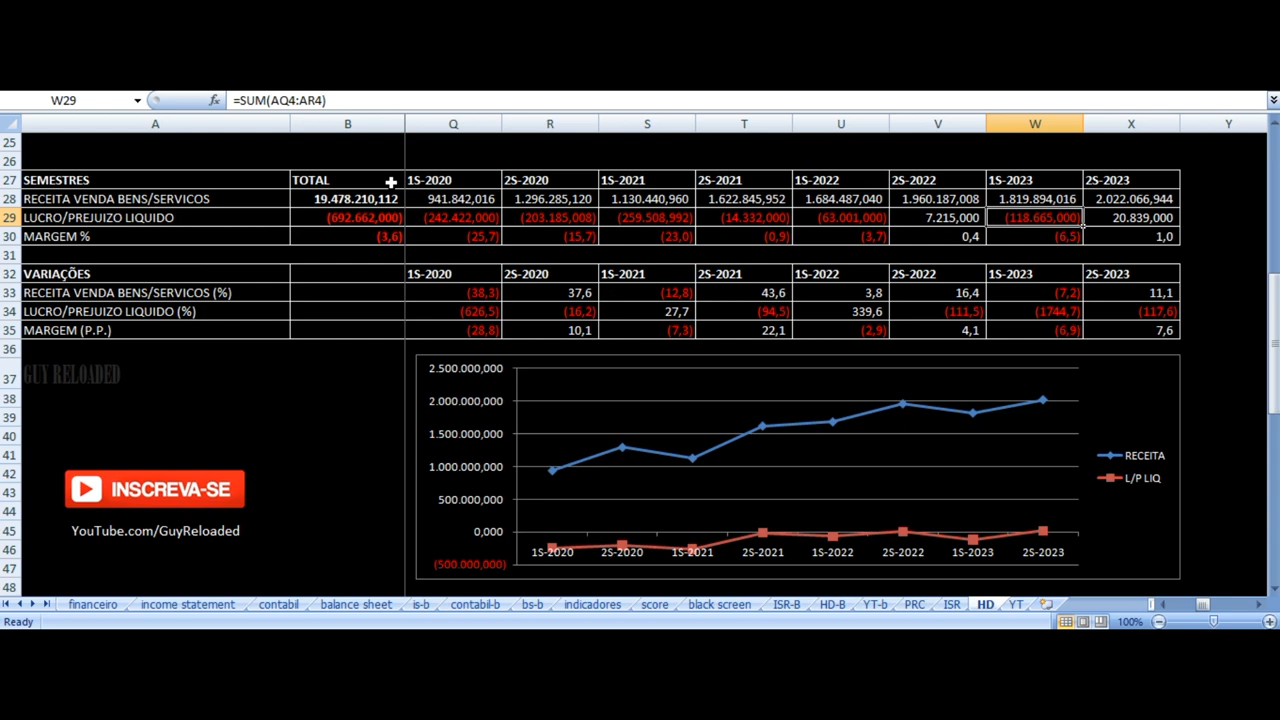 W29 fx =SUM(AQ4:AR4)
A B Q R S T U V W X Y
25
26
27 SEMESTRES TOTAL 1S-2020 2S-2020 1S-2021 2S-2021 1S-2022 2S-2022 1S-2023 2S-2023
28 RECEITA VENDA BENS/SERVICOS 19.478.210,112 941.842,016 1.296.285,120 1.130.440,960 1.622.845,952 1.684.487,040 1.960.187,008 1.819.894,016 2.022.066,944
29 LUCRO/PREJUIZO LIQUIDO (692.662,000) (242.422,000) (203.185,008) (259.508,992) (14.332,000) (63.001,000) 7.215,000 (118.665,000) 20.839,000
30 MARGEM % (3,6) (25,7) (15,7) (23,0) (0,9) (3,7) 0,4 (6,5) 1,0
31
32 VARIAÇÕES 1S-2020 2S-2020 1S-2021 2S-2021 1S-2022 2S-2022 1S-2023 2S-2023
33 RECEITA VENDA BENS/SERVICOS (%) (38,3) 37,6 (12,8) 43,6 3,8 16,4 (7,2) 11,1
34 LUCRO/PREJUIZO LIQUIDO (%) (626,5) (16,2) 27,7 (94,5) 339,6 (111,5) (1744,7) (117,6)
35 MARGEM (P.P.) (28,8) 10,1 (7,3) 22,1 (2,9) 4,1 (6,9) 7,6
36
37 GUY RELOADED 2.500.000,000
38 2.000.000,000
39
40 1.500.000,000
41 RECEITA
42 1.000.000,000 L/P LIQ
43 INSCREVA-SE
44 500.000,000
45 YouTube.com/GuyReloaded 0,000
46 1S-2020 2S-2020 1S-2021 2S-2021 1S-2022 2S-2022 1S-2023 2S-2023
47 (500.000,000)
48
financeiro income statement contabil balance sheet is-b contabil-b bs-b indicadores score black screen ISR-B HD-B YT-b PRC ISR HD YT
Ready 100%